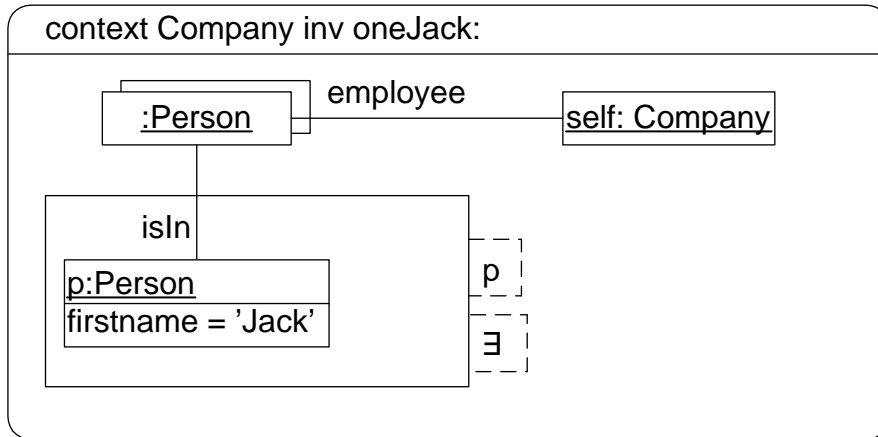 context Company inv oneJack:
employee
:Person
self: Company
isIn
p:Person
firstname = ’Jack’
p
∃